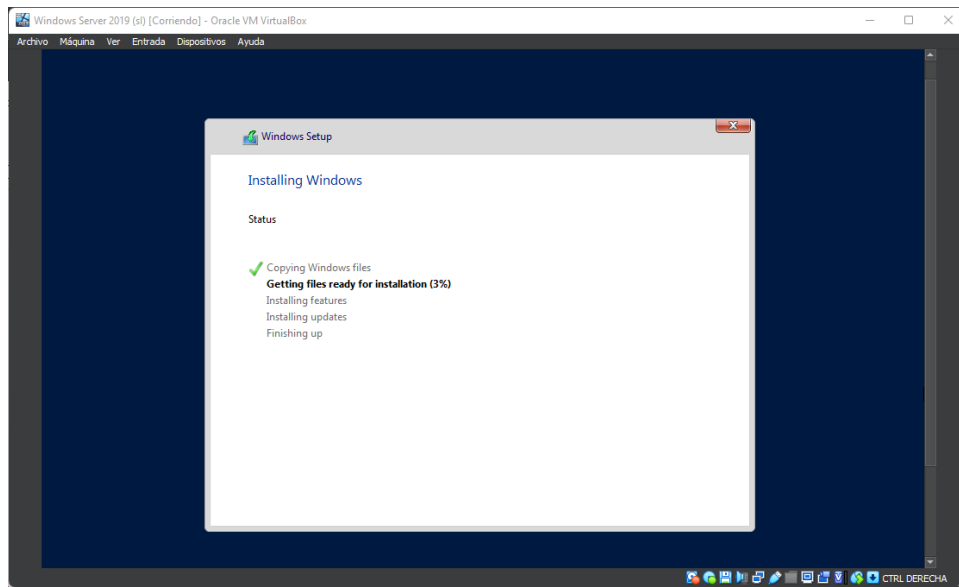 Windows Server 2019 (sl) [Corriendo] - Oracle VM VirtualBox
Archivo Máquina Ver Entrada Dispositivos Ayuda
Windows Setup
Installing Windows
Status
Copying Windows files
Getting files ready for installation (3%)
Installing features
Installing updates
Finishing up
CTRL DERECHA